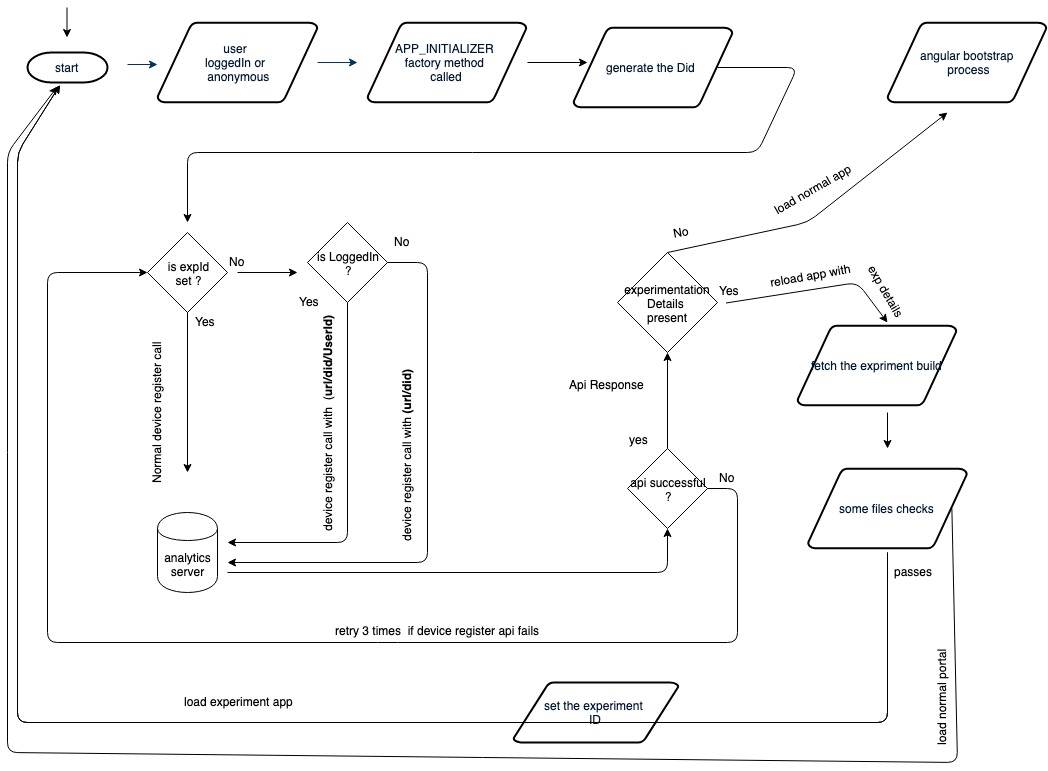 start
user
loggedIn or
anonymous
APP_INITIALIZER
factory method
called
generate the Did
angular bootstrap
process
load normal app
is expId
set ?
No
Yes
is LoggedIn
?
No
Yes
Normal device register call
device register call with (url/did/UserId)
device register call with (url/did)
analytics
server
experimentation
Details
present
No
Yes
reload app with
exp details
fetch the expriment build
Api Response
yes
api successful
?
No
some files checks
passes
retry 3 times if device register api fails
load experiment app
set the experiment
ID
load normal portal